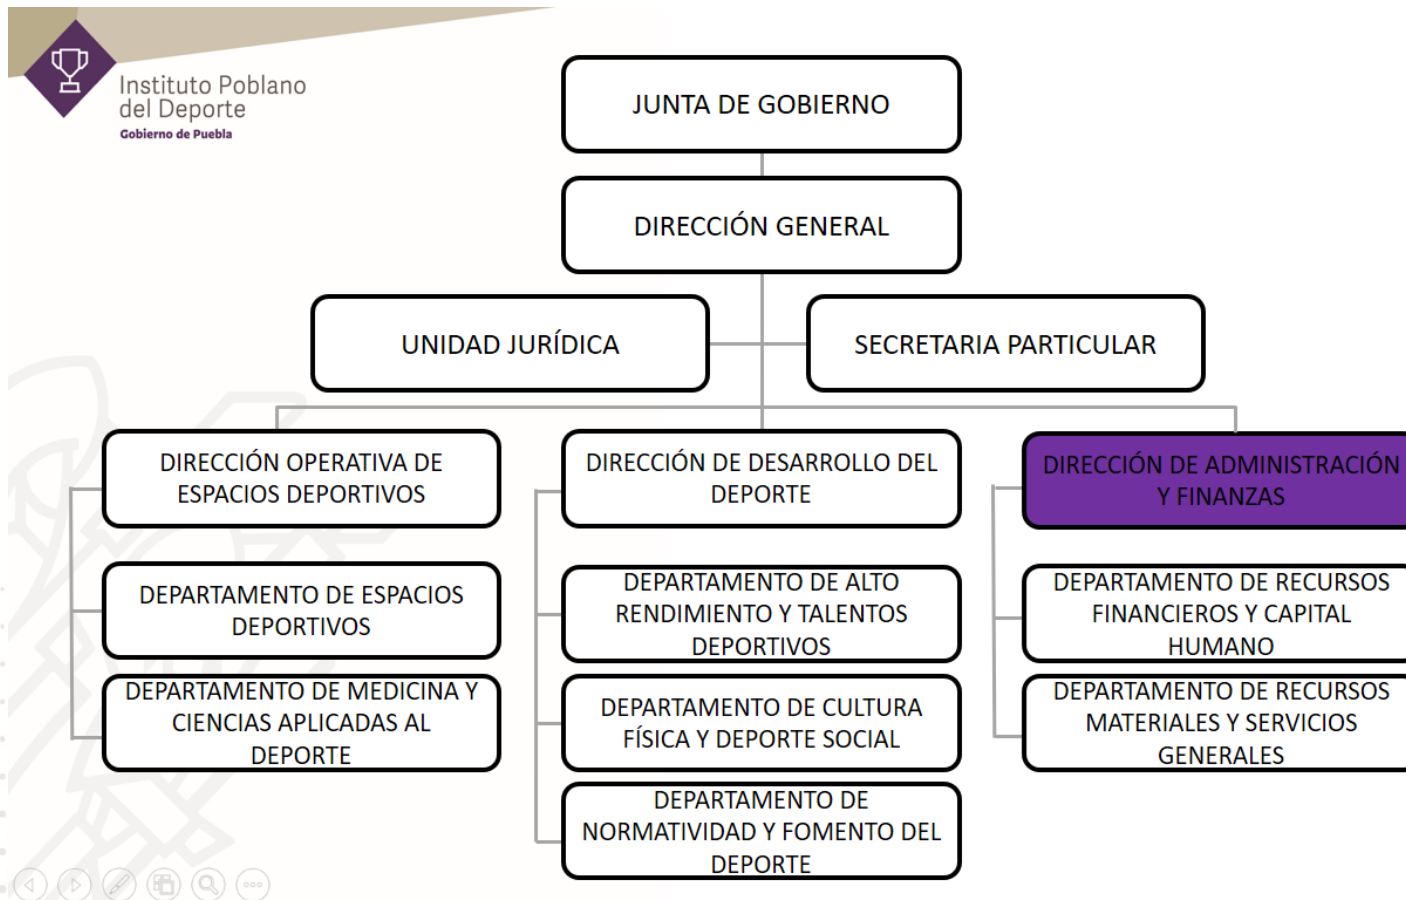 Instituto Poblano
del Deporte
Gobierno de Puebla
JUNTA DE GOBIERNO
DIRECCIÓN GENERAL
UNIDAD JURÍDICA
SECRETARIA PARTICULAR
DIRECCIÓN OPERATIVA DE
ESPACIOS DEPORTIVOS
DEPARTAMENTO DE ESPACIOS
DEPORTIVOS
DEPARTAMENTO DE MEDICINA Y
CIENCIAS APLICADAS AL
DEPORTE
DIRECCIÓN DE DESARROLLO DEL
DEPORTE
DEPARTAMENTO DE ALTO
RENDIMIENTO Y TALENTOS
DEPORTIVOS
DEPARTAMENTO DE CULTURA
FÍSICA Y DEPORTE SOCIAL
DEPARTAMENTO DE
NORMATIVIDAD Y FOMENTO DEL
DEPORTE
DIRECCIÓN DE ADMINISTRACIÓN
Y FINANZAS
DEPARTAMENTO DE RECURSOS
FINANCIEROS Y CAPITAL
HUMANO
DEPARTAMENTO DE RECURSOS
MATERIALES Y SERVICIOS
GENERALES